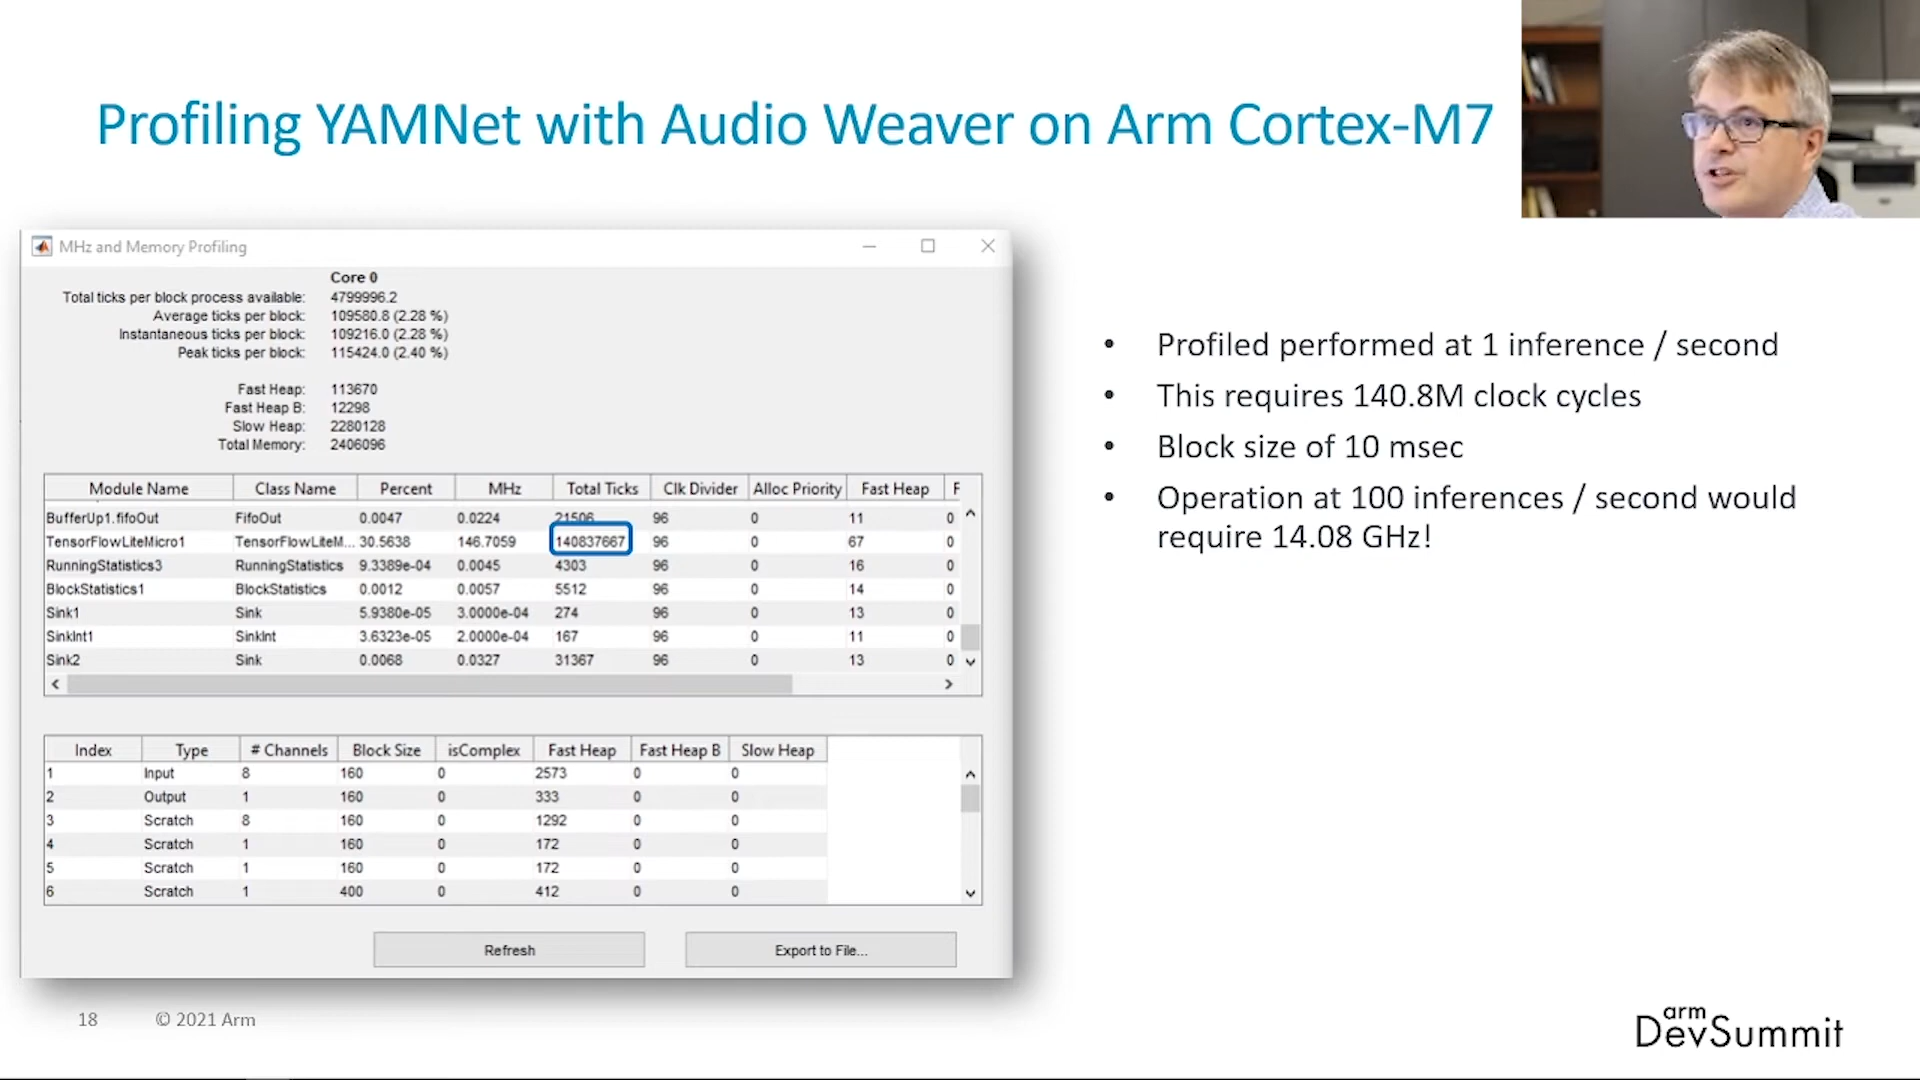 Profiling YAMNet with Audio Weaver on Arm Cortex-M7
MHz and Memory Profiling
Core 0
Total ticks per block process available: 4799996.2
Average ticks per block: 109580.8 (2.28 %)
Instantaneous ticks per block: 109216.0 (2.28 %)
Peak ticks per block: 115424.0 (2.40 %)
Fast Heap: 113670
Fast Heap B: 12298
Slow Heap: 2280128
Total Memory: 2406096
Module Name Class Name Percent MHz Total Ticks Clk Divider Alloc Priority Fast Heap F
BufferUp1.fifoOut FifoOut 0.0047 0.0224 21506 96 0 11 0
TensorFlowLiteMicro1 TensorFlowLiteM... 30.5638 146.7059 140837667 96 0 67 0
RunningStatistics3 RunningStatistics 9.3389e-04 0.0045 4303 96 0 16 0
BlockStatistics1 BlockStatistics 0.0012 0.0057 5512 96 0 14 0
Sink1 Sink 5.9380e-05 3.0000e-04 274 96 0 13 0
SinkInt1 SinkInt 3.6323e-05 2.0000e-04 167 96 0 11 0
Sink2 Sink 0.0068 0.0327 31367 96 0 13 0
Index Type # Channels Block Size isComplex Fast Heap Fast Heap B Slow Heap
1 Input 8 160 0 2573 0 0
2 Output 1 160 0 333 0 0
3 Scratch 8 160 0 1292 0 0
4 Scratch 1 160 0 172 0 0
5 Scratch 1 160 0 172 0 0
6 Scratch 1 400 0 412 0 0
Refresh Export to File...
• Profiled performed at 1 inference / second
• This requires 140.8M clock cycles
• Block size of 10 msec
• Operation at 100 inferences / second would
require 14.08 GHz!
18 © 2021 Arm
arm
DevSummit